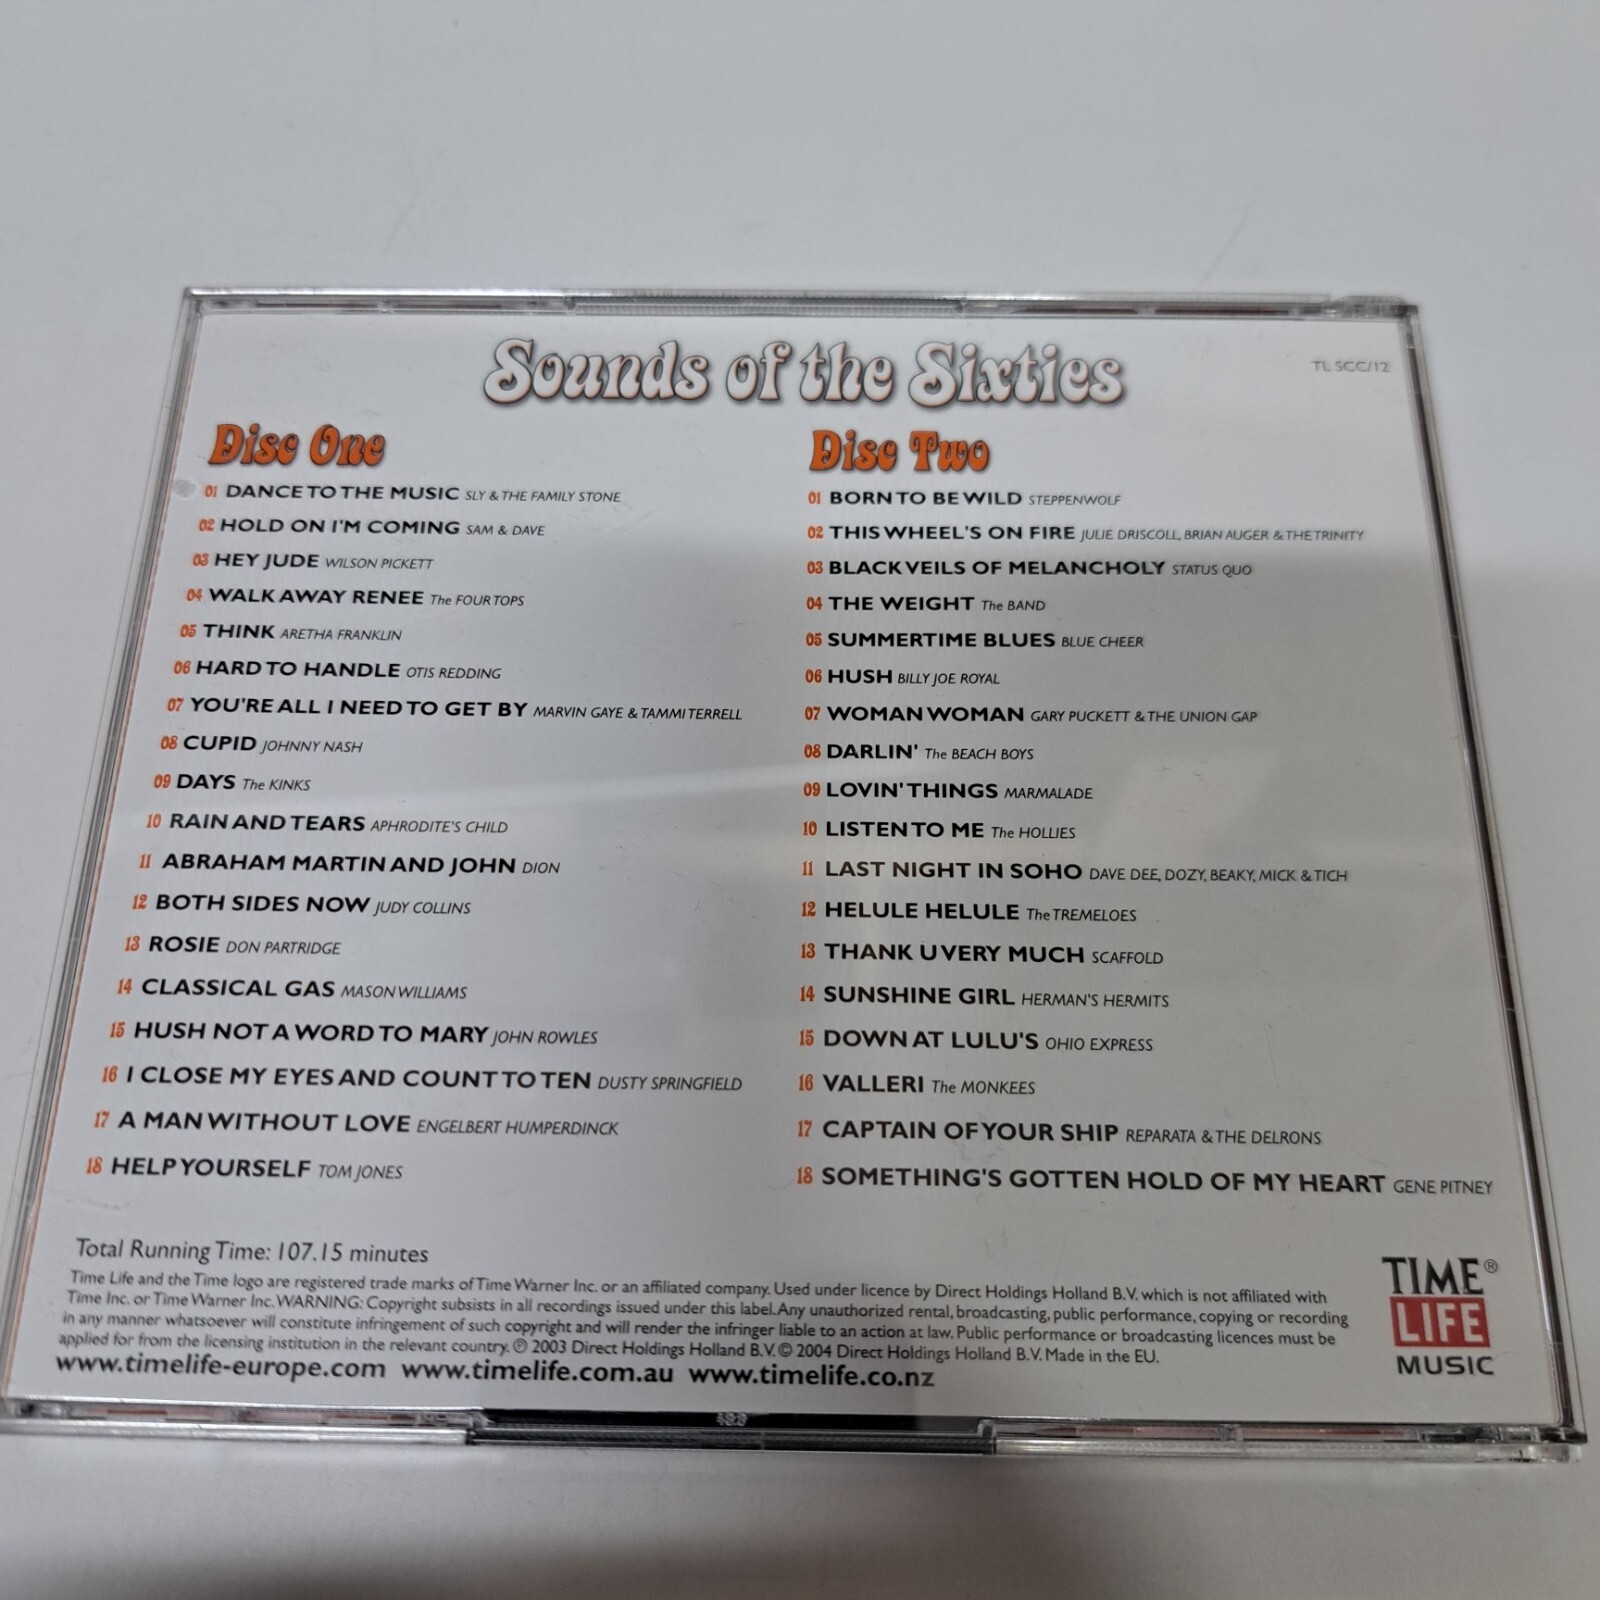 Sounds of the Sixties
TL SCC/12
Disc One
01 DANCE TO THE MUSIC SLY & THE FAMILY STONE
02 HOLD ON I'M COMING SAM & DAVE
03 HEY JUDE WILSON PICKETT
04 WALK AWAY RENEE The FOUR TOPS
05 THINK ARETHA FRANKLIN
06 HARD TO HANDLE OTIS REDDING
07 YOU'RE ALL I NEED TO GET BY MARVIN GAYE & TAMMI TERRELL
08 CUPID JOHNNY NASH
09 DAYS The KINKS
10 RAIN AND TEARS APHRODITE'S CHILD
11 ABRAHAM MARTIN AND JOHN DION
12 BOTH SIDES NOW JUDY COLLINS
13 ROSIE DON PARTRIDGE
14 CLASSICAL GAS MASON WILLIAMS
15 HUSH NOT A WORD TO MARY JOHN ROWLES
16 I CLOSE MY EYES AND COUNT TO TEN DUSTY SPRINGFIELD
17 A MAN WITHOUT LOVE ENGELBERT HUMPERDINCK
18 HELP YOURSELF TOM JONES
Disc Two
01 BORN TO BE WILD STEPPENWOLF
02 THIS WHEEL'S ON FIRE JULIE DRISCOLL, BRIAN AUGER & THE TRINITY
03 BLACK VEILS OF MELANCHOLY STATUS QUO
04 THE WEIGHT The BAND
05 SUMMERTIME BLUES BLUE CHEER
06 HUSH BILLY JOE ROYAL
07 WOMAN WOMAN GARY PUCKETT & THE UNION GAP
08 DARLIN' The BEACH BOYS
09 LOVIN' THINGS MARMALADE
10 LISTEN TO ME The HOLLIES
11 LAST NIGHT IN SOHO DAVE DEE, DOZY, BEAKY, MICK & TICH
12 HELULE HELULE The TREMELOES
13 THANK U VERY MUCH SCAFFOLD
14 SUNSHINE GIRL HERMAN'S HERMITS
15 DOWN AT LULU'S OHIO EXPRESS
16 VALLERI The MONKEES
17 CAPTAIN OF YOUR SHIP REPARATA & THE DELRONS
18 SOMETHING'S GOTTEN HOLD OF MY HEART GENE PITNEY
Total Running Time: 107.15 minutes
Time Life and the Time logo are registered trade marks of Time Warner Inc. or an affiliated company. Used under licence by Direct Holdings Holland B.V. which is not affiliated with
Time Inc. or Time Warner Inc. WARNING: Copyright subsists in all recordings issued under this label. Any unauthorized rental, broadcasting, public performance, copying or recording
in any manner whatsoever will constitute infringement of such copyright and will render the infringer liable to an action at law. Public performance or broadcasting licences must be
applied for from the licensing institution in the relevant country. ℗ 2003 Direct Holdings Holland B.V. © 2004 Direct Holdings Holland B.V. Made in the EU.
www.timelife-europe.com www.timelife.com.au www.timelife.co.nz
TIME®
LIFE
MUSIC